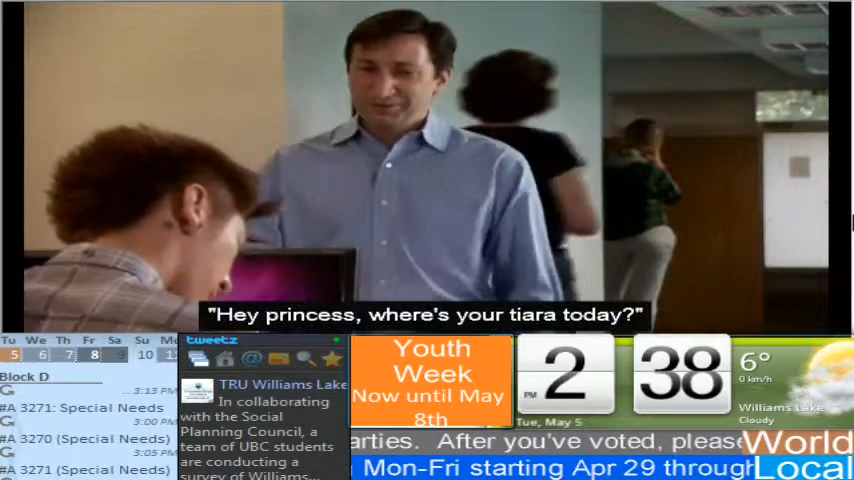 "Hey princess, where's your tiara today?"
Tu We Th Fr Sa Su Mo
5 6 7 8 9 10 11
Block D
3:13 PM
#A 3271: Special Needs
3:00 PM
#A 3270 (Special Needs)
3:05 PM
#A 3271 (Special Needs)
tweetz
TRU Williams Lake
In collaborating
with the Social
Planning Council, a
team of UBC students
are conducting a
survey of Williams
Youth
Week
Now until May
8th
PM
2 38
Tue, May 5
6°
0 km/h
Williams Lake
Cloudy
arties. After you've voted, please
World
Mon-Fri starting Apr 29 through
Local